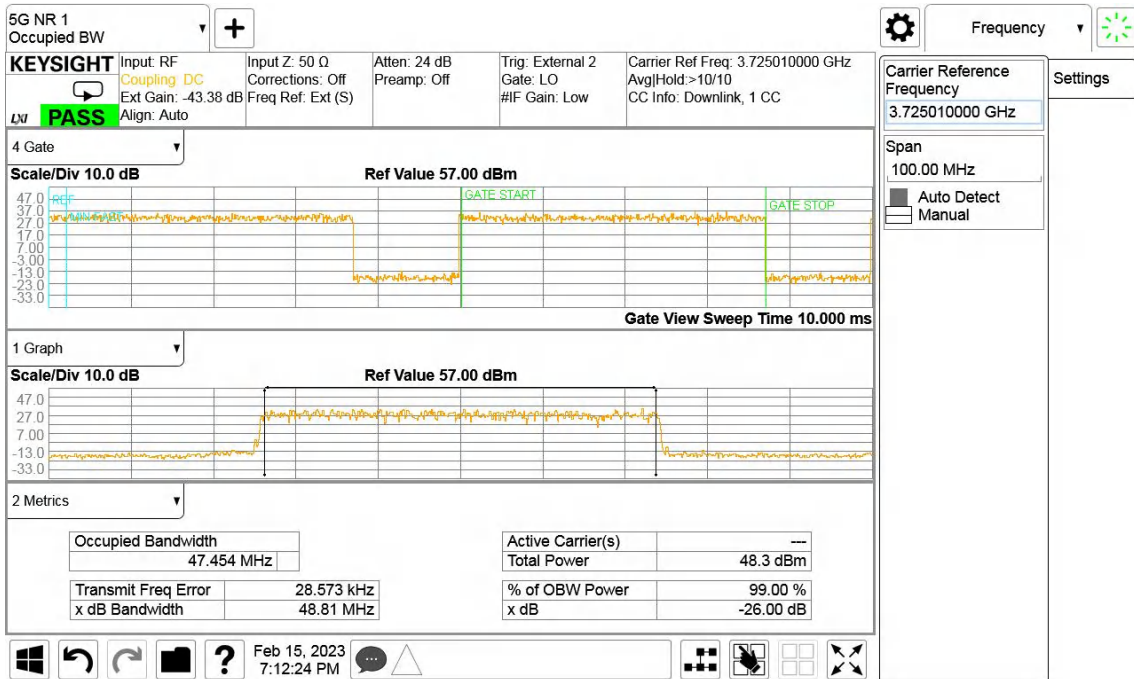 5G NR 1
Occupied BW
Frequency
KEYSIGHT
LXI
PASS
Input: RF
Coupling: DC
Ext Gain: -43.38 dB
Align: Auto
Input Z: 50 Ω
Corrections: Off
Freq Ref: Ext (S)
Atten: 24 dB
Preamp: Off
Trig: External 2
Gate: LO
#IF Gain: Low
Carrier Ref Freq: 3.725010000 GHz
Avg|Hold:>10/10
CC Info: Downlink, 1 CC
Carrier Reference
Frequency
3.725010000 GHz
Settings
Span
100.00 MHz
Auto Detect
Manual
4 Gate
Scale/Div 10.0 dB
Ref Value 57.00 dBm
47.0
37.0
27.0
17.0
7.00
-3.00
-13.0
-23.0
-33.0
REF
GATE START
GATE STOP
Gate View Sweep Time 10.000 ms
1 Graph
Scale/Div 10.0 dB
Ref Value 57.00 dBm
47.0
27.0
7.00
-13.0
-33.0
2 Metrics
Occupied Bandwidth
47.454 MHz
Active Carrier(s) ---
Total Power 48.3 dBm
Transmit Freq Error 28.573 kHz
x dB Bandwidth 48.81 MHz
% of OBW Power 99.00 %
x dB -26.00 dB
?
Feb 15, 2023
7:12:24 PM